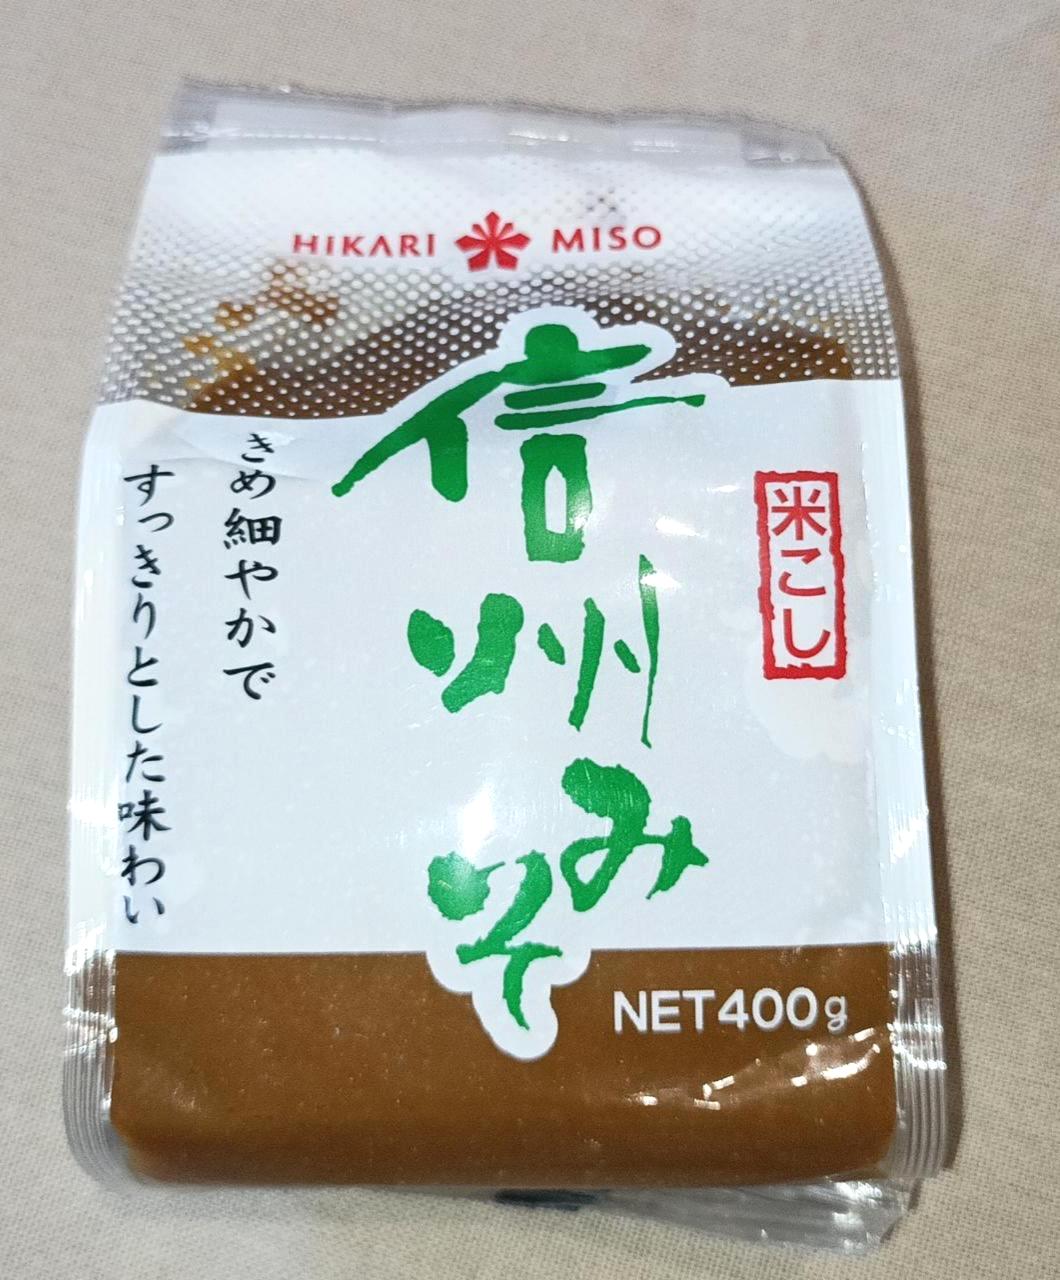 HIKARI MISO
信州みそ
米こし
きめ細やかで
すっきりとした味わい
NET400g